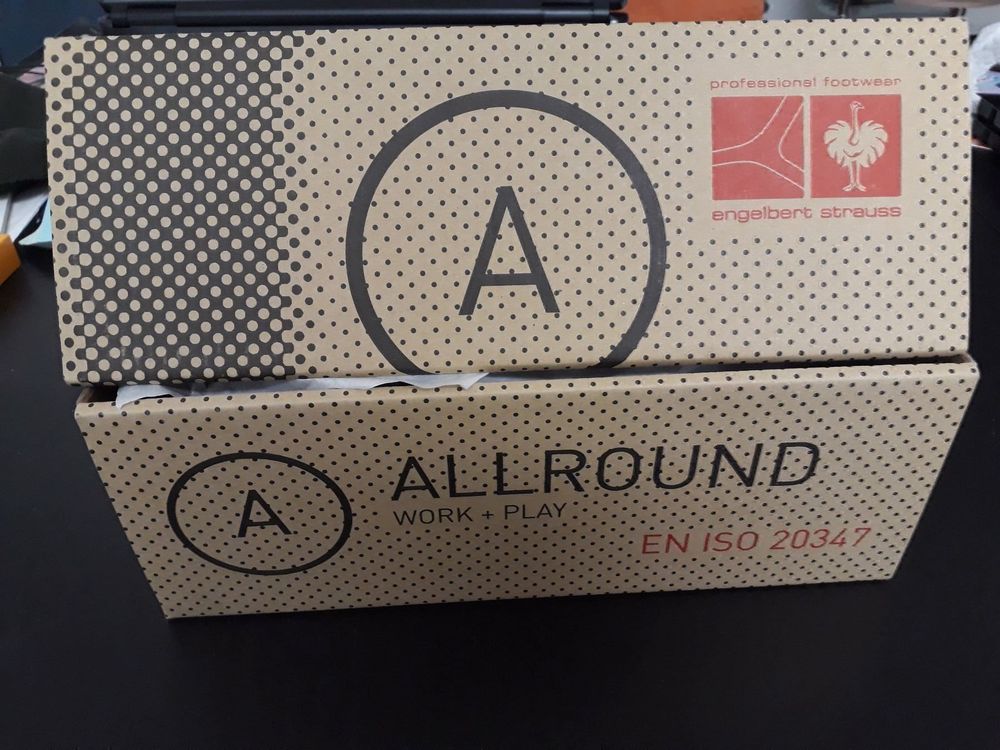 professional footwear
engelbert strauss
A
A
ALLROUND
WORK + PLAY
EN ISO 20347